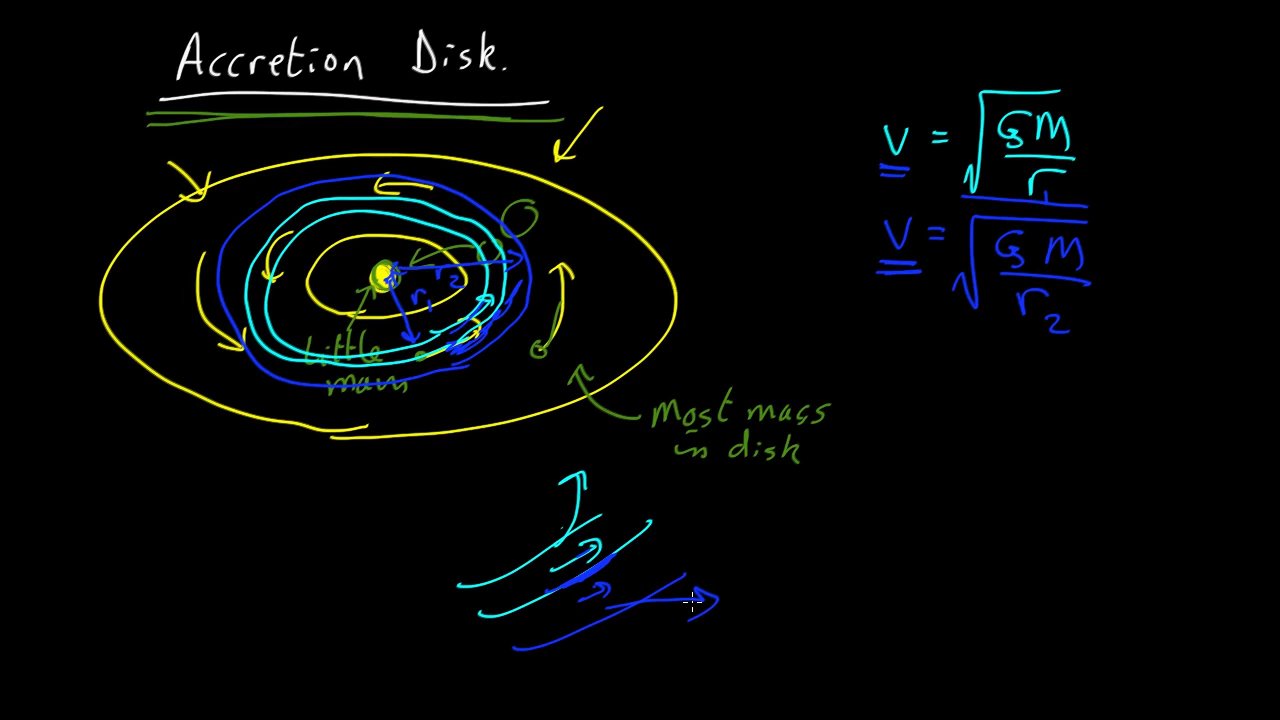 Accretion Disk.
v = √(GM/r₁)
v = √(GM/r₂)
r₂
r₁
Little
mass
Most mass
in disk